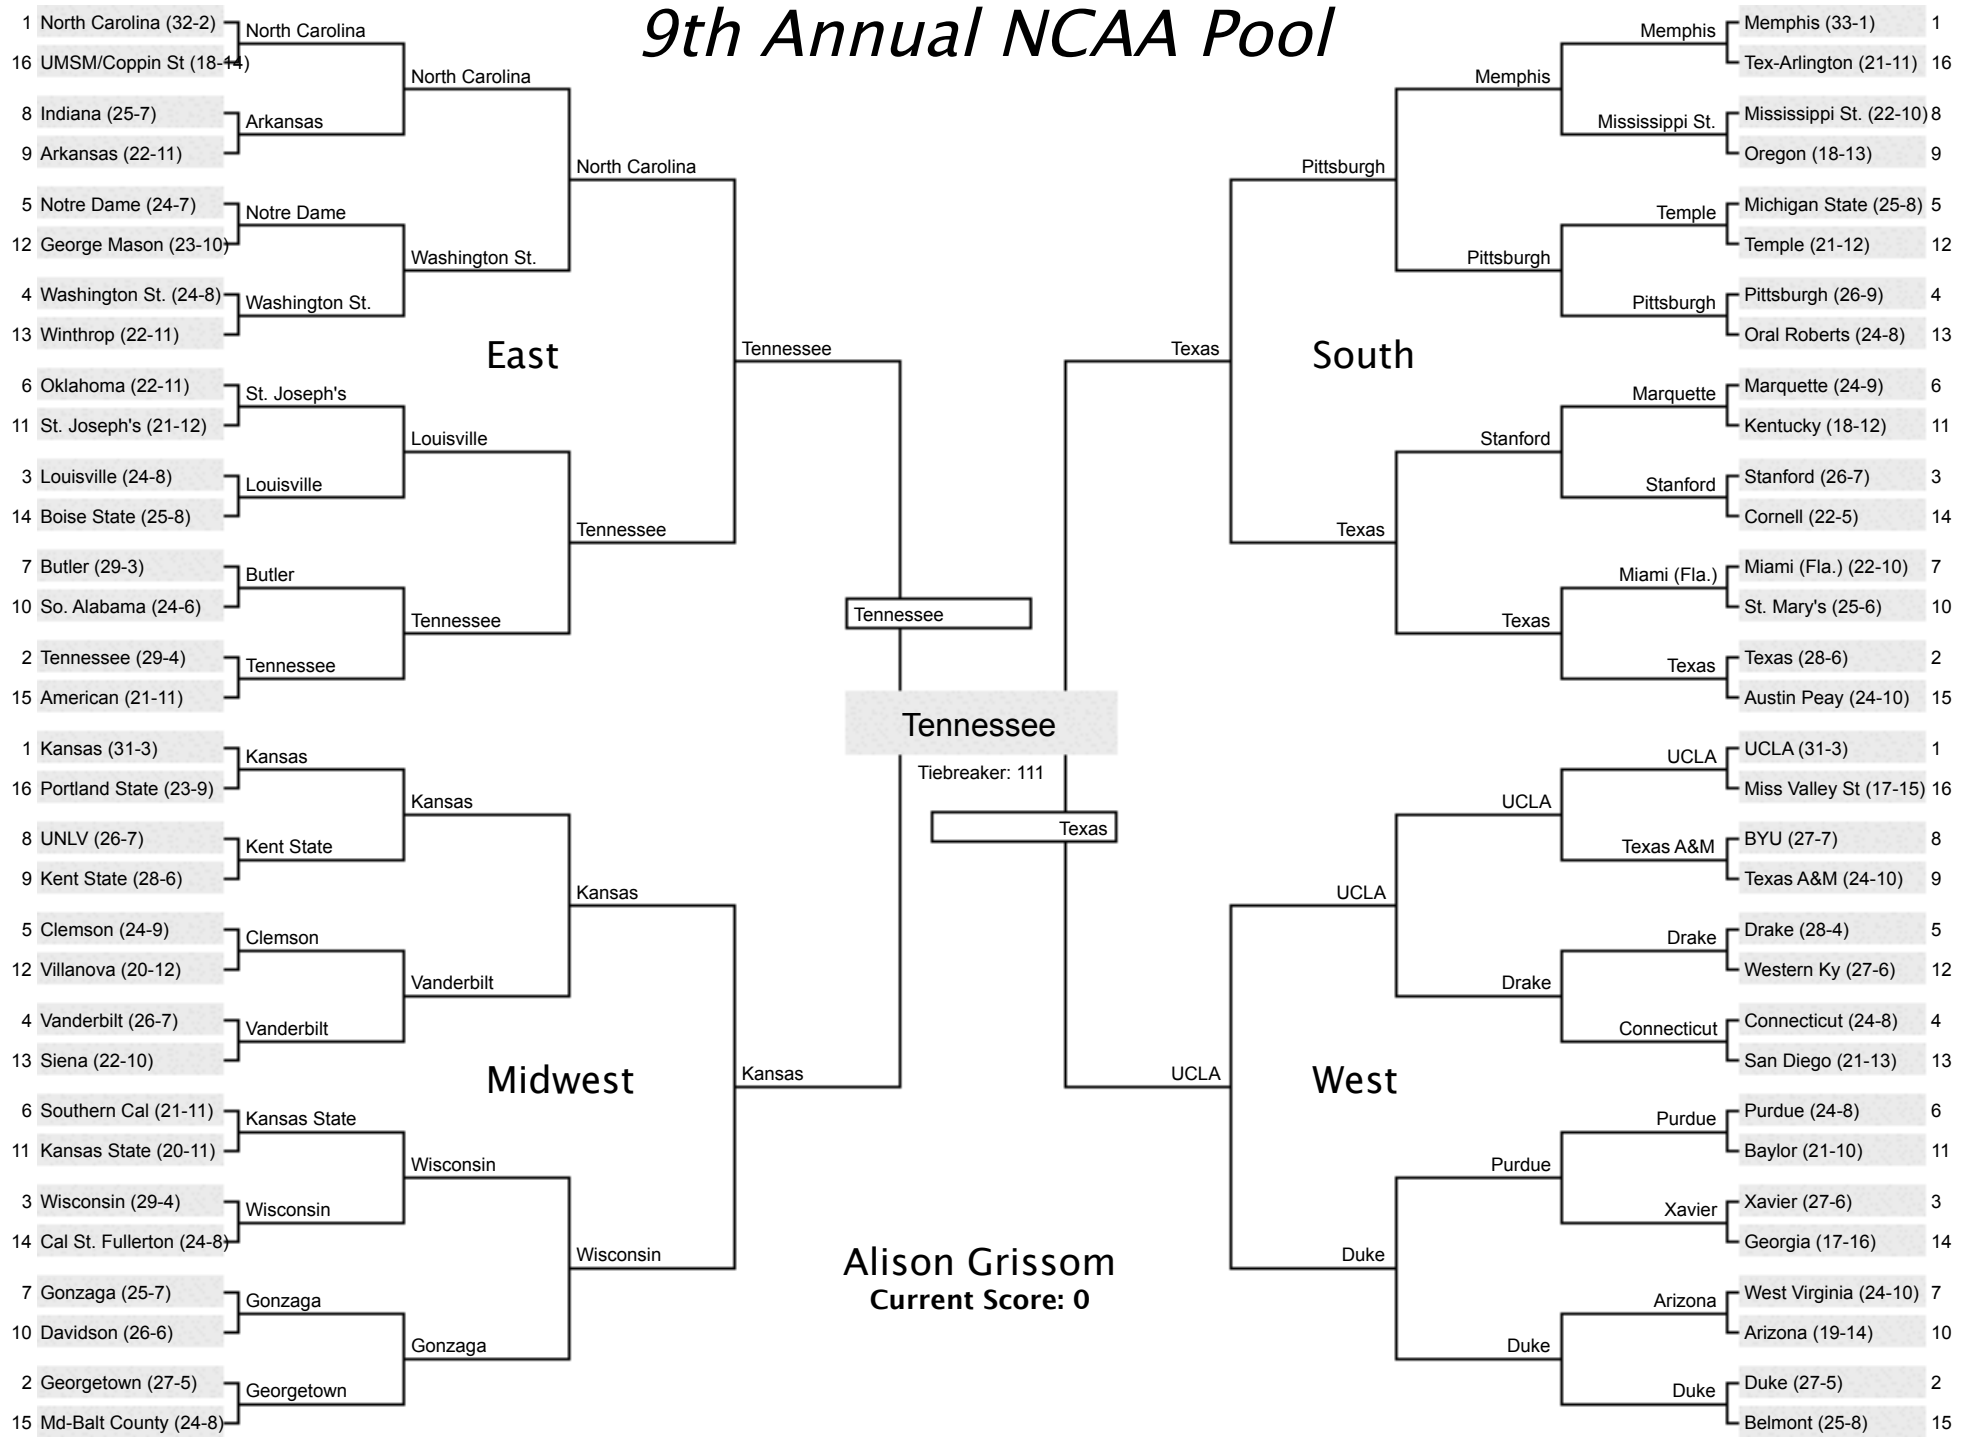 9th Annual NCAA Pool
1 North Carolina (32-2)
16 UMSM/Coppin St (18-14)
8 Indiana (25-7)
9 Arkansas (22-11)
5 Notre Dame (24-7)
12 George Mason (23-10)
4 Washington St. (24-8)
13 Winthrop (22-11)
6 Oklahoma (22-11)
11 St. Joseph's (21-12)
3 Louisville (24-8)
14 Boise State (25-8)
7 Butler (29-3)
10 So. Alabama (24-6)
2 Tennessee (29-4)
15 American (21-11)
North Carolina
Arkansas
Notre Dame
Washington St.
St. Joseph's
Louisville
Butler
Tennessee
North Carolina
Washington St.
Louisville
Tennessee
North Carolina
Tennessee
East
Tennessee
1 Kansas (31-3)
16 Portland State (23-9)
8 UNLV (26-7)
9 Kent State (28-6)
5 Clemson (24-9)
12 Villanova (20-12)
4 Vanderbilt (26-7)
13 Siena (22-10)
6 Southern Cal (21-11)
11 Kansas State (20-11)
3 Wisconsin (29-4)
14 Cal St. Fullerton (24-8)
7 Gonzaga (25-7)
10 Davidson (26-6)
2 Georgetown (27-5)
15 Md-Balt County (24-8)
Kansas
Kent State
Clemson
Vanderbilt
Kansas State
Wisconsin
Gonzaga
Georgetown
Kansas
Vanderbilt
Wisconsin
Gonzaga
Kansas
Wisconsin
Midwest
Kansas
Tennessee
Tennessee
Tiebreaker: 111
Texas
Alison Grissom
Current Score: 0
Memphis (33-1) 1
Tex-Arlington (21-11) 16
Mississippi St. (22-10) 8
Oregon (18-13) 9
Michigan State (25-8) 5
Temple (21-12) 12
Pittsburgh (26-9) 4
Oral Roberts (24-8) 13
Marquette (24-9) 6
Kentucky (18-12) 11
Stanford (26-7) 3
Cornell (22-5) 14
Miami (Fla.) (22-10) 7
St. Mary's (25-6) 10
Texas (28-6) 2
Austin Peay (24-10) 15
Memphis
Mississippi St.
Temple
Pittsburgh
Marquette
Stanford
Miami (Fla.)
Texas
Memphis
Pittsburgh
Stanford
Texas
Pittsburgh
Texas
South
Texas
UCLA (31-3) 1
Miss Valley St (17-15) 16
BYU (27-7) 8
Texas A&M (24-10) 9
Drake (28-4) 5
Western Ky (27-6) 12
Connecticut (24-8) 4
San Diego (21-13) 13
Purdue (24-8) 6
Baylor (21-10) 11
Xavier (27-6) 3
Georgia (17-16) 14
West Virginia (24-10) 7
Arizona (19-14) 10
Duke (27-5) 2
Belmont (25-8) 15
UCLA
Texas A&M
Drake
Connecticut
Purdue
Xavier
Arizona
Duke
UCLA
Drake
Purdue
Duke
UCLA
Duke
West
UCLA